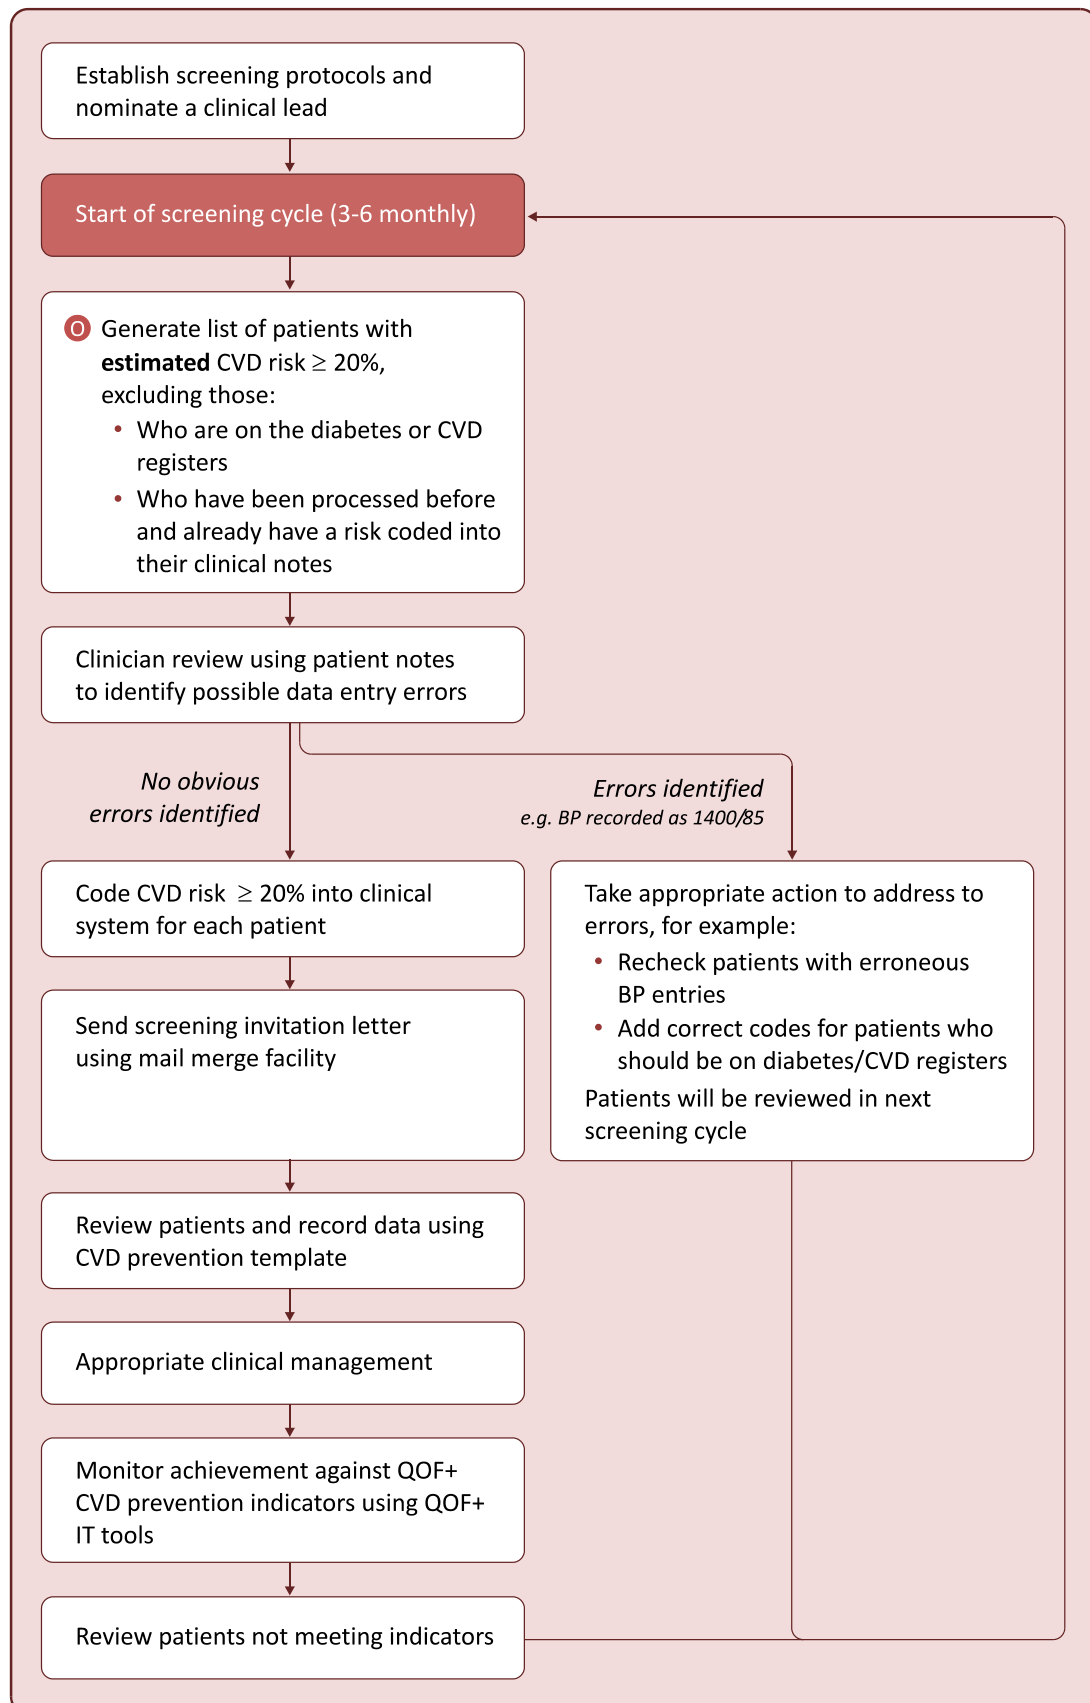 Establish screening protocols and
nominate a clinical lead
Start of screening cycle (3-6 monthly)
O Generate list of patients with
estimated CVD risk ≥ 20%,
excluding those:
• Who are on the diabetes or CVD
registers
• Who have been processed before
and already have a risk coded into
their clinical notes
Clinician review using patient notes
to identify possible data entry errors
No obvious
errors identified
Errors identified
e.g. BP recorded as 1400/85
Code CVD risk ≥ 20% into clinical
system for each patient
Send screening invitation letter
using mail merge facility
Take appropriate action to address to
errors, for example:
• Recheck patients with erroneous
BP entries
• Add correct codes for patients who
should be on diabetes/CVD registers
Patients will be reviewed in next
screening cycle
Review patients and record data using
CVD prevention template
Appropriate clinical management
Monitor achievement against QOF+
CVD prevention indicators using QOF+
IT tools
Review patients not meeting indicators